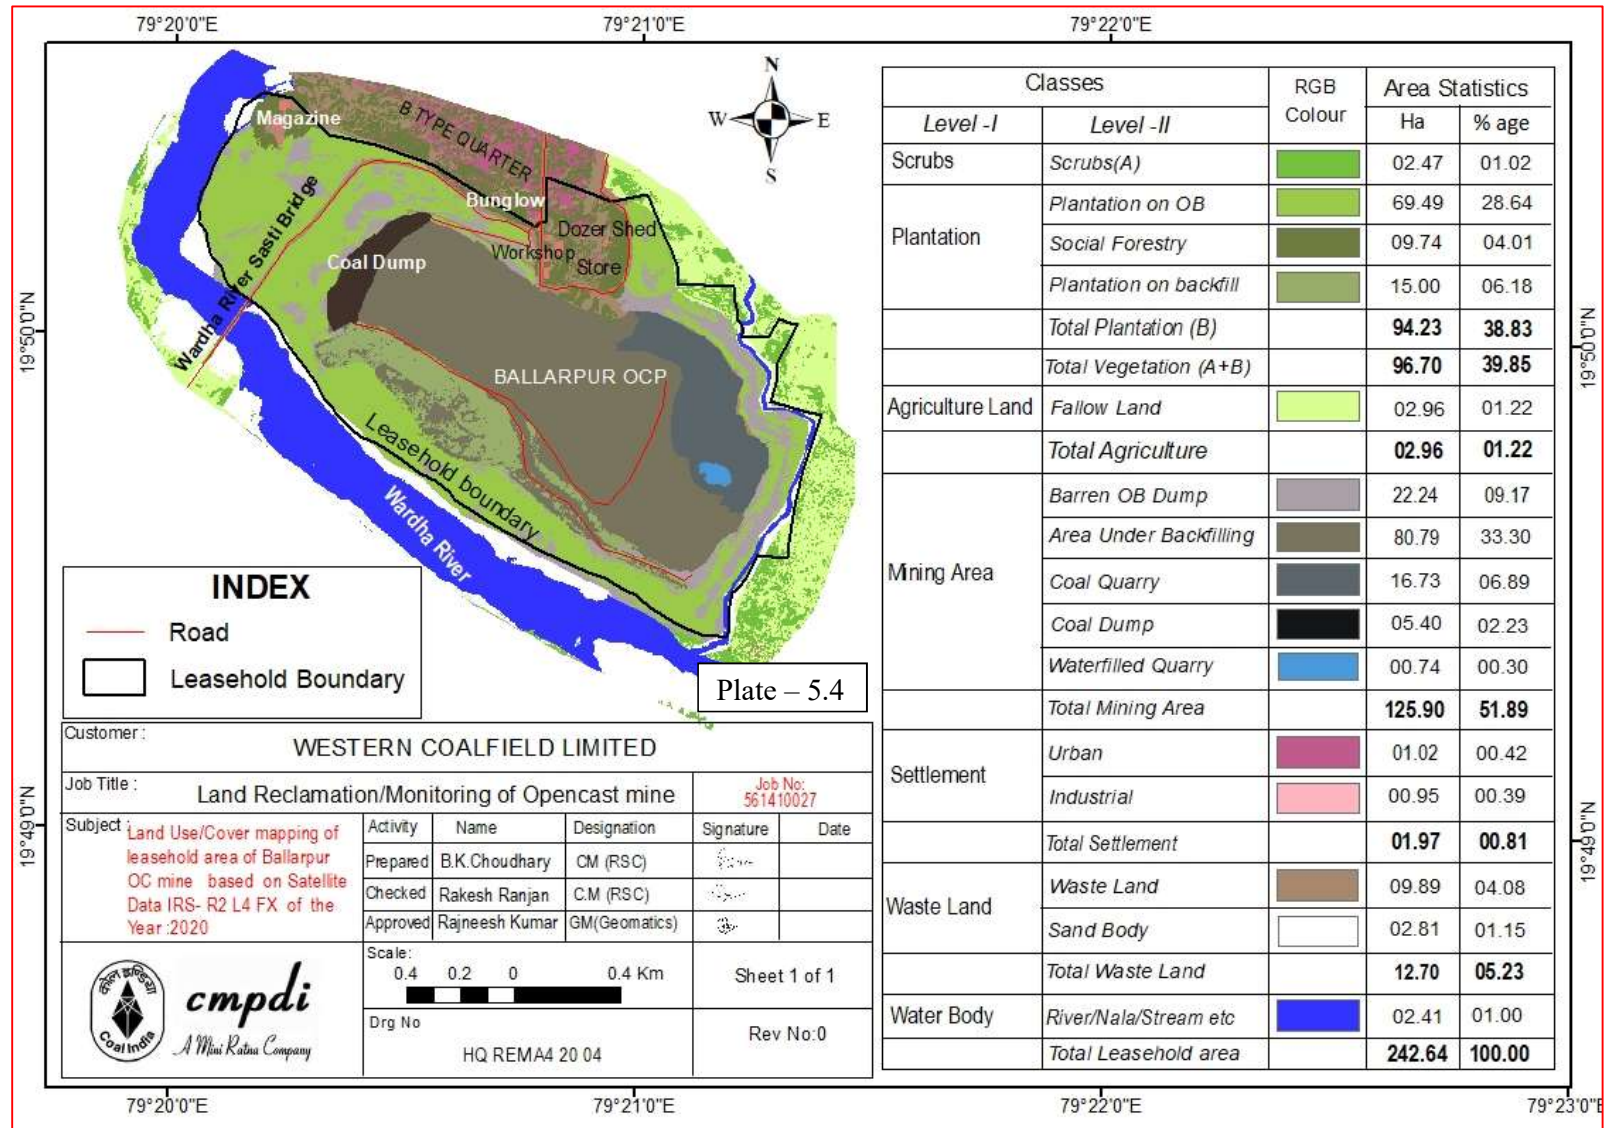 79°20'0"E 79°21'0"E 79°22'0"E
N
W E
S
Magazine
B TYPE QUARTER
Bunglow
Dozer Shed
Workshop
Store
Coal Dump
Wardha River Sasti Bridge
BALLARPUR OCP
Leasehold boundary
Wardha River
19°50'0"N
19°49'0"N
INDEX
Road
Leasehold Boundary
Plate – 5.4
Customer :
WESTERN COALFIELD LIMITED
Job Title :
Land Reclamation/Monitoring of Opencast mine
Job No:
561410027
Subject :
Land Use/Cover mapping of
leasehold area of Ballarpur
OC mine based on Satellite
Data IRS- R2 L4 FX of the
Year :2020
Activity Name Designation Signature Date
Prepared B.K.Choudhary CM (RSC)
Checked Rakesh Ranjan C.M (RSC)
Approved Rajneesh Kumar GM(Geomatics)
Scale:
0.4 0.2 0 0.4 Km
Sheet 1 of 1
Drg No
HQ REMA4 20 04
Rev No:0
कोल इण्डिया
Coal India
cmpdi
A Mini Ratna Company
Classes RGB Colour Area Statistics
Level -I Level -II Ha % age
Scrubs Scrubs(A) 02.47 01.02
Plantation
Plantation on OB 69.49 28.64
Social Forestry 09.74 04.01
Plantation on backfill 15.00 06.18
Total Plantation (B) 94.23 38.83
Total Vegetation (A+B) 96.70 39.85
Agriculture Land Fallow Land 02.96 01.22
Total Agriculture 02.96 01.22
Mining Area
Barren OB Dump 22.24 09.17
Area Under Backfilling 80.79 33.30
Coal Quarry 16.73 06.89
Coal Dump 05.40 02.23
Waterfilled Quarry 00.74 00.30
Total Mining Area 125.90 51.89
Settlement
Urban 01.02 00.42
Industrial 00.95 00.39
Total Settlement 01.97 00.81
Waste Land
Waste Land 09.89 04.08
Sand Body 02.81 01.15
Total Waste Land 12.70 05.23
Water Body River/Nala/Stream etc 02.41 01.00
Total Leasehold area 242.64 100.00
19°50'0"N
19°49'0"N
79°20'0"E 79°21'0"E 79°22'0"E 79°23'0"E